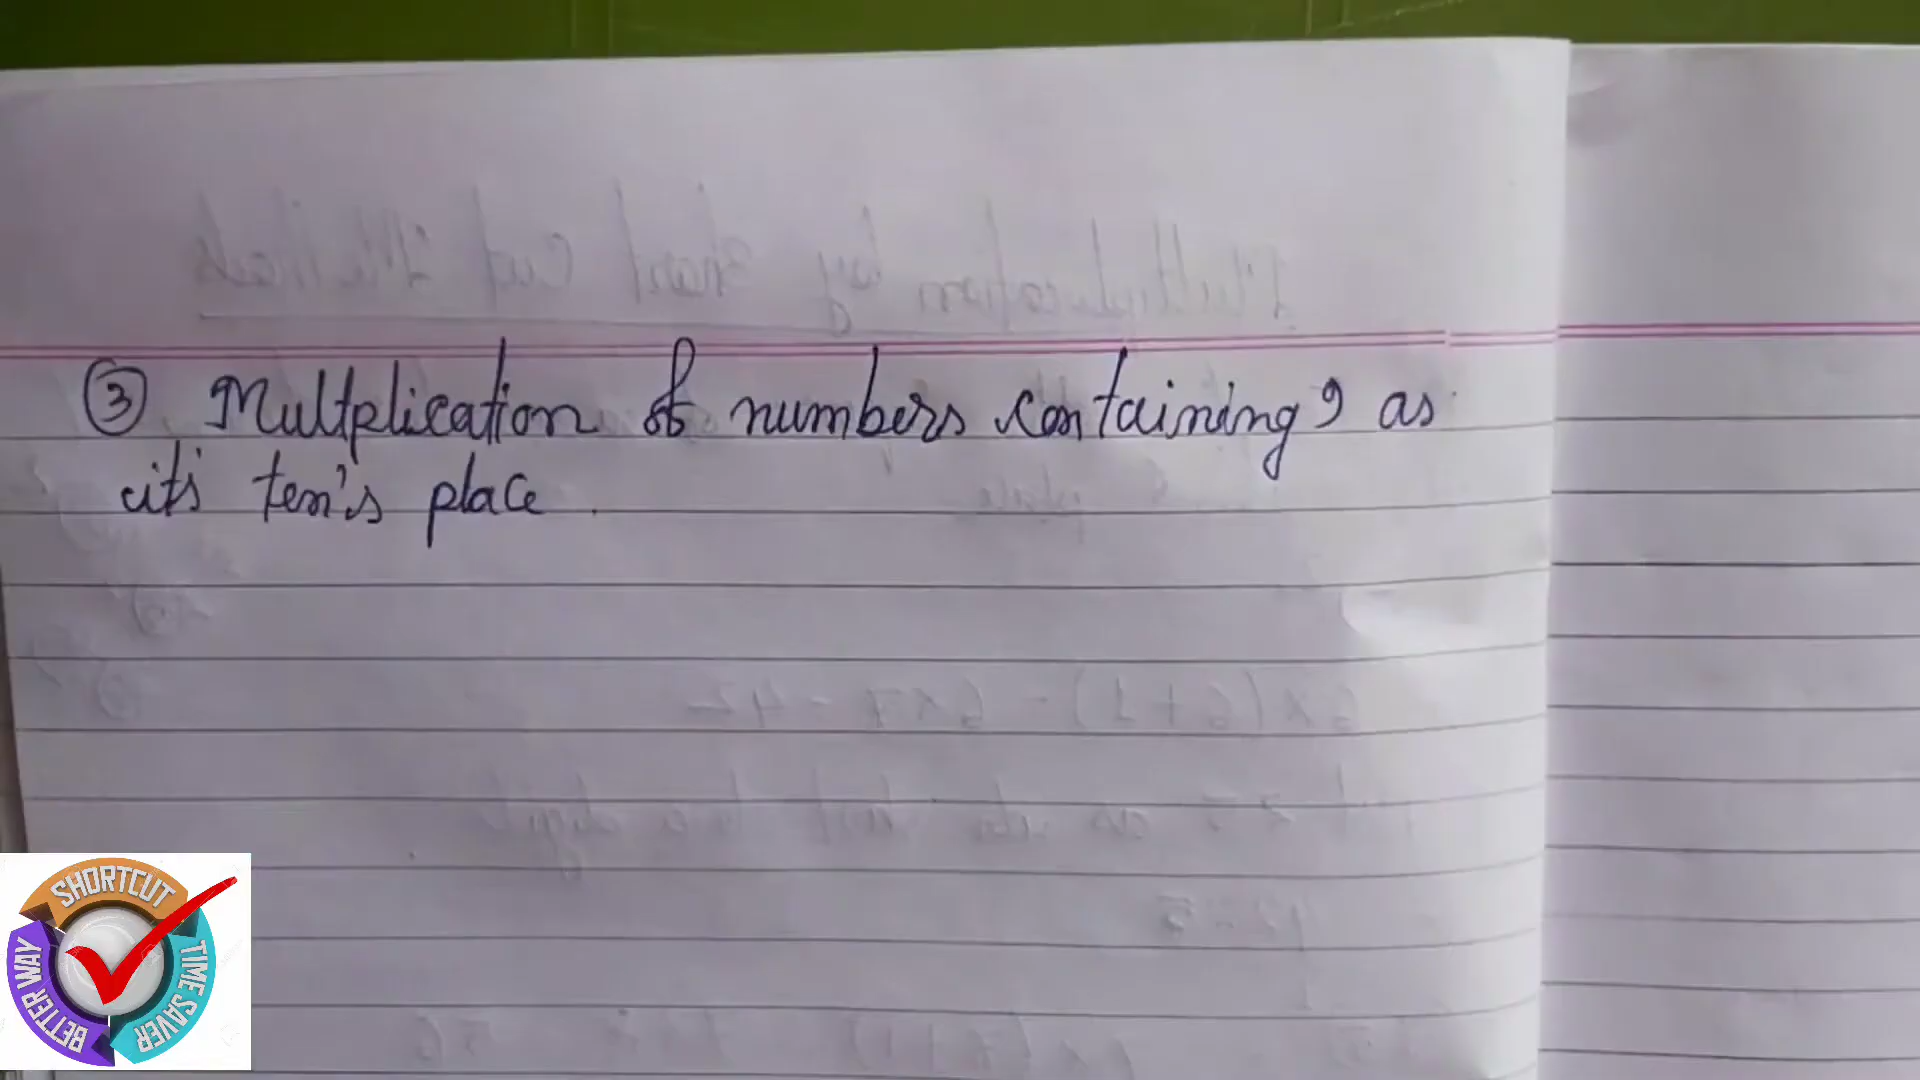 ③ Multplication of numbers containing 9 as
its ten's place.
SHORTCUT
BETTER WAY
TIME SAVER